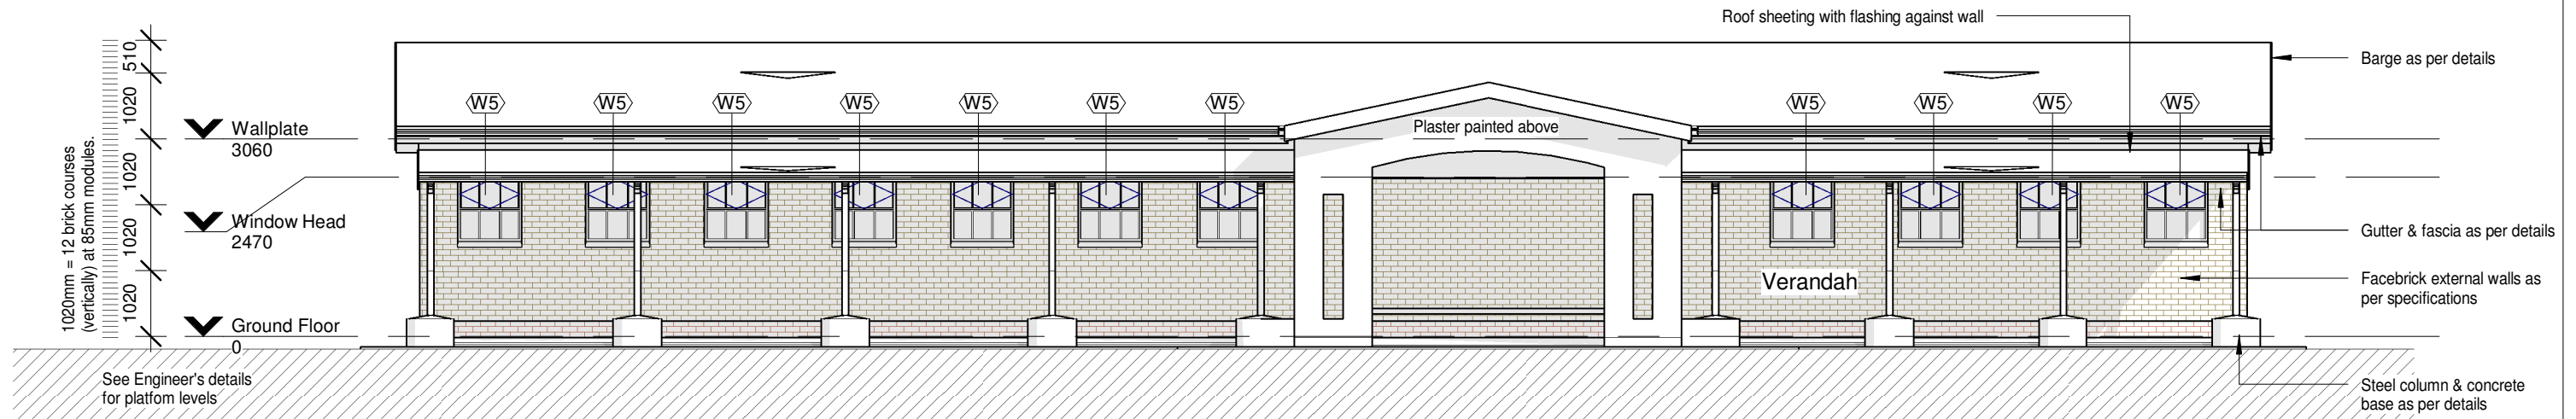 Roof sheeting with flashing against wall
Barge as per details
510
1020
1020
1020
1020
1020mm = 12 brick courses
(vertically) at 85mm modules.
Wallplate
3060
Window Head
2470
Ground Floor
0
W5
W5
W5
W5
W5
W5
W5
W5
W5
W5
W5
Plaster painted above
Verandah
Gutter & fascia as per details
Facebrick external walls as
per specifications
Steel column & concrete
base as per details
See Engineer's details
for platfom levels